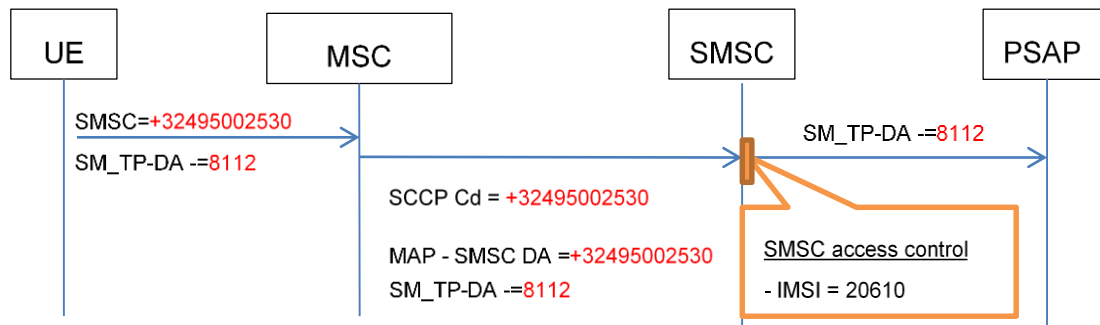 UE
MSC
SMSC
PSAP
SMSC=+32495002530
SM_TP-DA -=8112
SM_TP-DA -=8112
SCCP Cd = +32495002530
MAP - SMSC DA =+32495002530
SM_TP-DA -=8112
SMSC access control
- IMSI = 20610